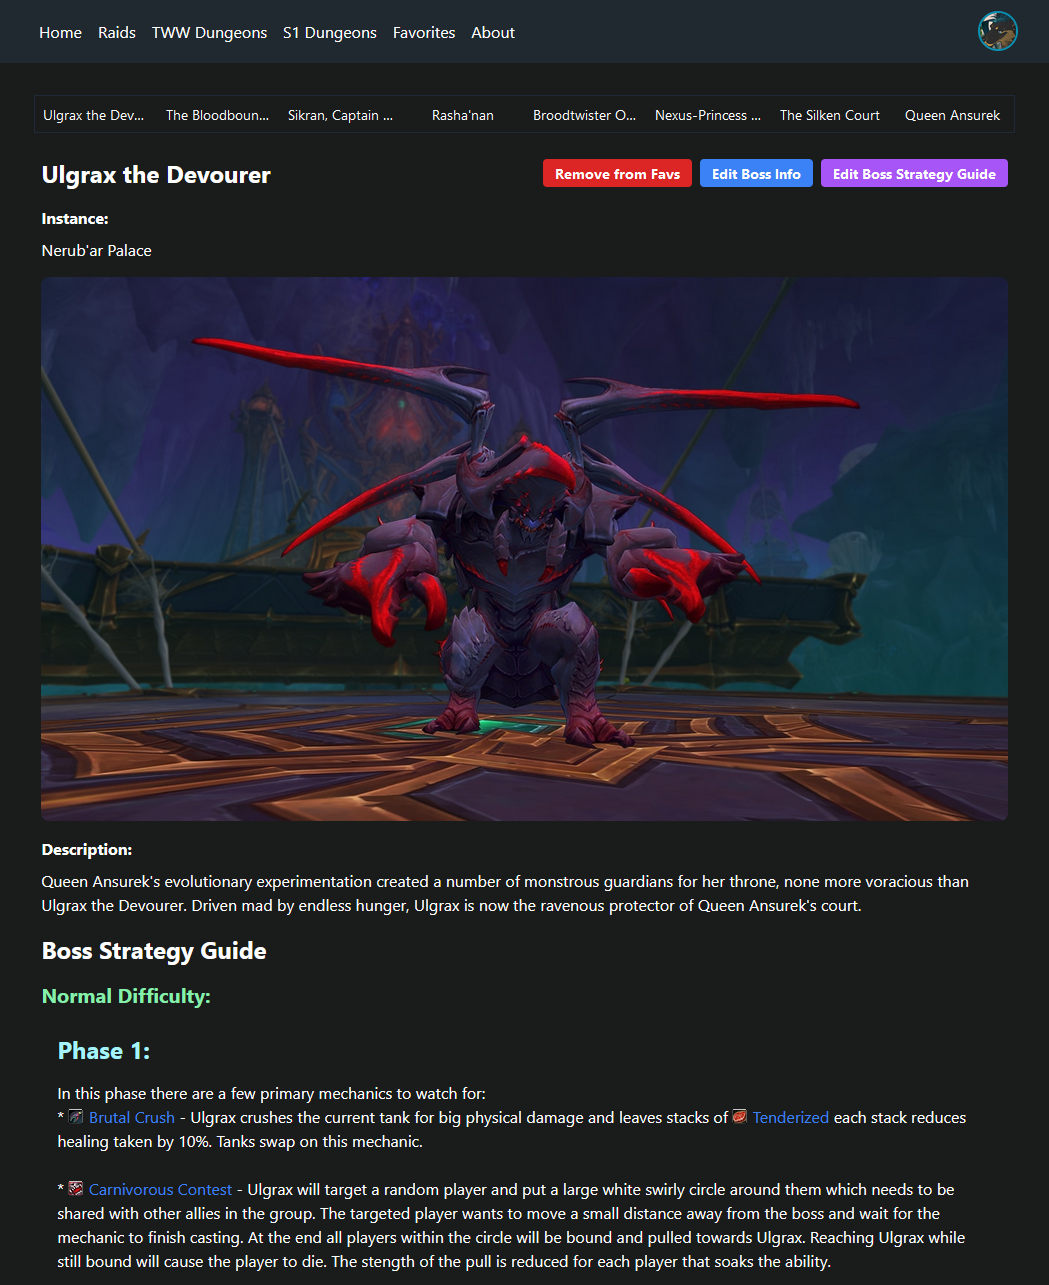 Home Raids TWW Dungeons S1 Dungeons Favorites About
Ulgrax the Dev... The Bloodboun... Sikran, Captain ... Rasha'nan Broodtwister O... Nexus-Princess ... The Silken Court Queen Ansurek
Ulgrax the Devourer
Remove from Favs Edit Boss Info Edit Boss Strategy Guide
Instance:
Nerub'ar Palace
Description:
Queen Ansurek's evolutionary experimentation created a number of monstrous guardians for her throne, none more voracious than
Ulgrax the Devourer. Driven mad by endless hunger, Ulgrax is now the ravenous protector of Queen Ansurek's court.
Boss Strategy Guide
Normal Difficulty:
Phase 1:
In this phase there are a few primary mechanics to watch for:
* Brutal Crush - Ulgrax crushes the current tank for big physical damage and leaves stacks of Tenderized each stack reduces
healing taken by 10%. Tanks swap on this mechanic.
* Carnivorous Contest - Ulgrax will target a random player and put a large white swirly circle around them which needs to be
shared with other allies in the group. The targeted player wants to move a small distance away from the boss and wait for the
mechanic to finish casting. At the end all players within the circle will be bound and pulled towards Ulgrax. Reaching Ulgrax while
still bound will cause the player to die. The stength of the pull is reduced for each player that soaks the ability.